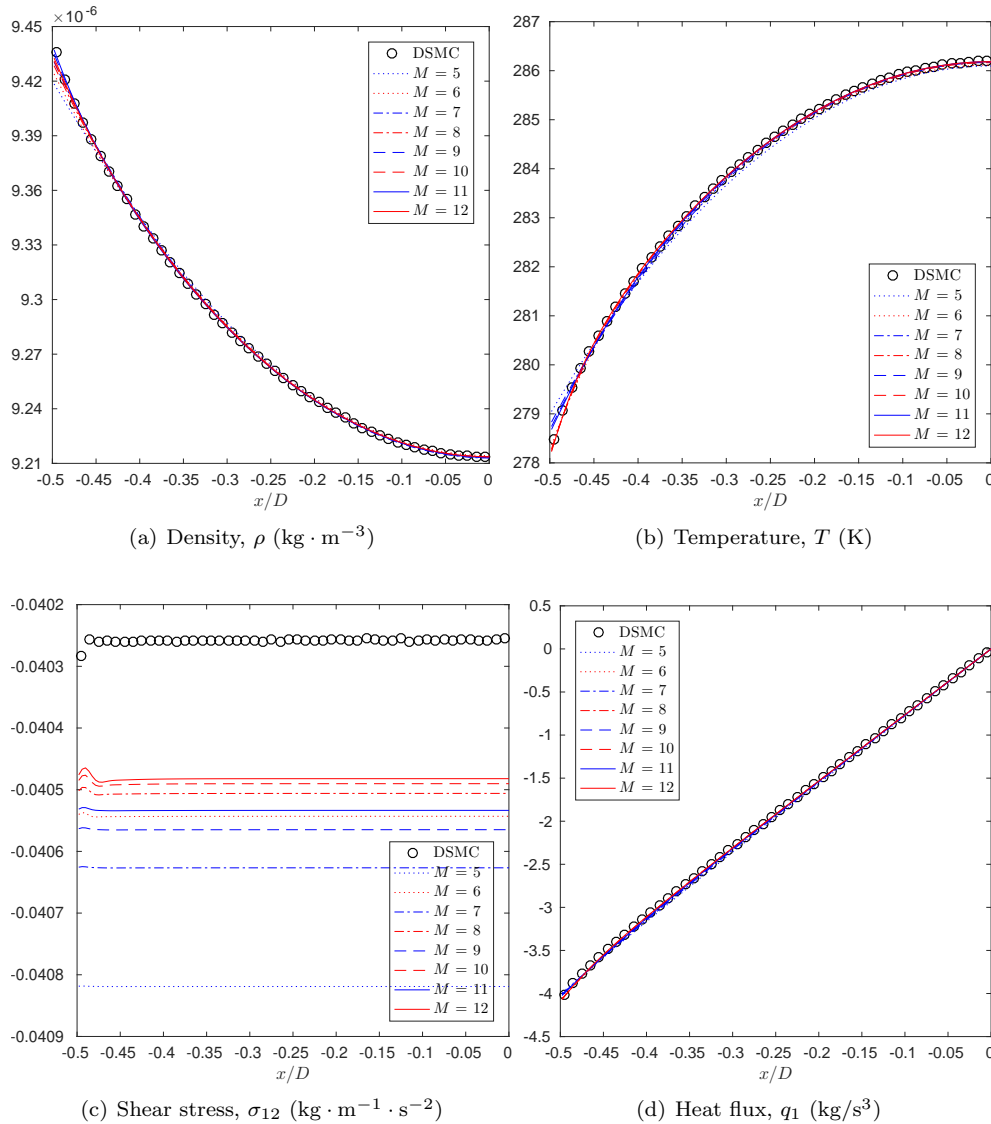 ×10⁻⁶
9.45
9.42
9.39
9.36
9.33
9.3
9.27
9.24
9.21
-0.5 -0.45 -0.4 -0.35 -0.3 -0.25 -0.2 -0.15 -0.1 -0.05 0
x/D
DSMC
M = 5
M = 6
M = 7
M = 8
M = 9
M = 10
M = 11
M = 12
(a) Density, ρ (kg · m⁻³)
287
286
285
284
283
282
281
280
279
278
-0.5 -0.45 -0.4 -0.35 -0.3 -0.25 -0.2 -0.15 -0.1 -0.05 0
x/D
DSMC
M = 5
M = 6
M = 7
M = 8
M = 9
M = 10
M = 11
M = 12
(b) Temperature, T (K)
-0.0402
-0.0403
-0.0404
-0.0405
-0.0406
-0.0407
-0.0408
-0.0409
-0.5 -0.45 -0.4 -0.35 -0.3 -0.25 -0.2 -0.15 -0.1 -0.05 0
x/D
DSMC
M = 5
M = 6
M = 7
M = 8
M = 9
M = 10
M = 11
M = 12
(c) Shear stress, σ₁₂ (kg · m⁻¹ · s⁻²)
0.5
0
-0.5
-1
-1.5
-2
-2.5
-3
-3.5
-4
-4.5
-0.5 -0.45 -0.4 -0.35 -0.3 -0.25 -0.2 -0.15 -0.1 -0.05 0
x/D
DSMC
M = 5
M = 6
M = 7
M = 8
M = 9
M = 10
M = 11
M = 12
(d) Heat flux, q₁ (kg/s³)